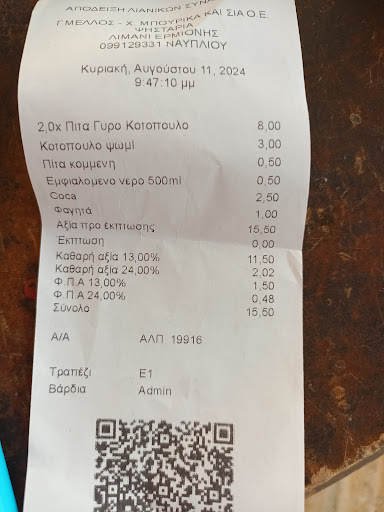 ΑΠΟΔΕΙΞΗ ΛΙΑΝΙΚΩΝ ΣΥΝΑ
Γ.ΜΕΛΛΟΣ - Χ. ΜΠΟΥΡΙΚΑ ΚΑΙ ΣΙΑ Ο.Ε.
ΨΗΣΤΑΡΙΑ
ΛΙΜΑΝΙ ΕΡΜΙΟΝΗΣ
099129331 ΝΑΥΠΛΙΟΥ
Κυριακή, Αυγούστου 11, 2024
9:47:10 μμ
2,0x Πιτα Γυρο Κοτοπουλο 8,00
Κοτοπουλο ψωμί 3,00
Πίτα κομμενη 0,50
Εμφιαλομενο νερο 500ml 0,50
Coca 2,50
Φαγητά 1,00
Αξία προ έκπτωσης 15,50
Έκπτωση 0,00
Καθαρή αξία 13,00% 11,50
Καθαρή αξία 24,00% 2,02
Φ.Π.Α 13,00% 1,50
Φ.Π.Α 24,00% 0,48
Σύνολο 15,50
Α/Α ΑΛΠ 19916
Τραπέζι Ε1
Βάρδια Admin